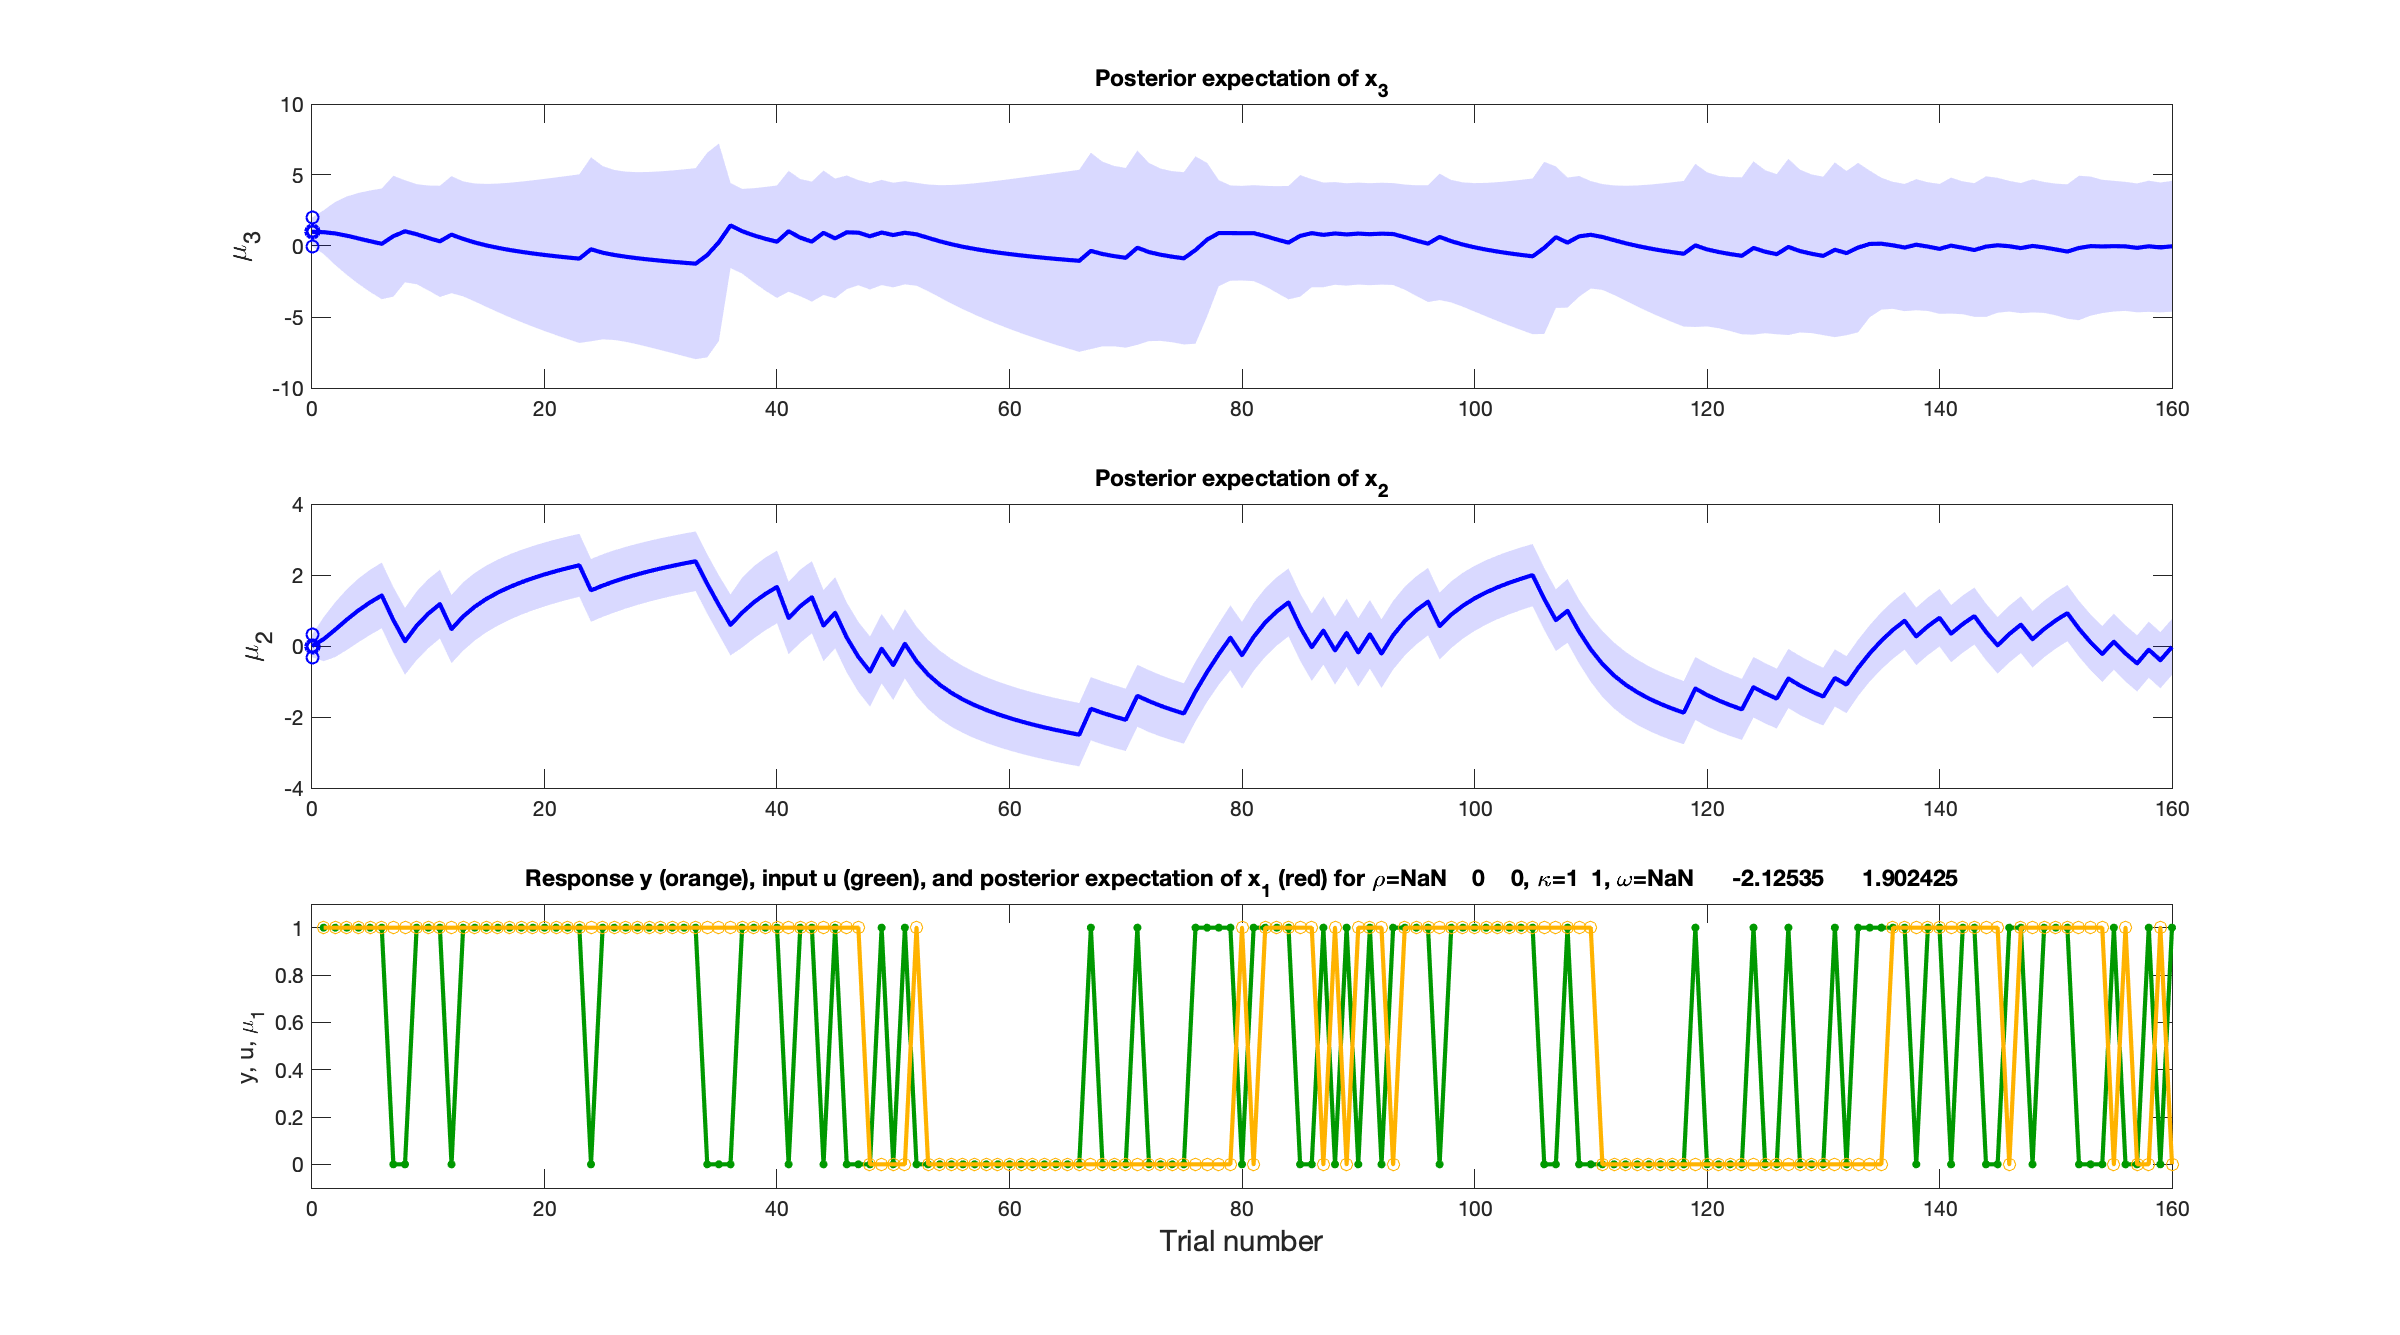 Posterior expectation of x3
10
5
0
-5
-10
μ3
0 20 40 60 80 100 120 140 160
Posterior expectation of x2
4
2
0
-2
-4
μ2
0 20 40 60 80 100 120 140 160
Response y (orange), input u (green), and posterior expectation of x1 (red) for ρ=NaN 0 0, κ=1 1, ω=NaN -2.12535 1.902425
1
0.8
0.6
0.4
0.2
0
y, u, μ1
0 20 40 60 80 100 120 140 160
Trial number